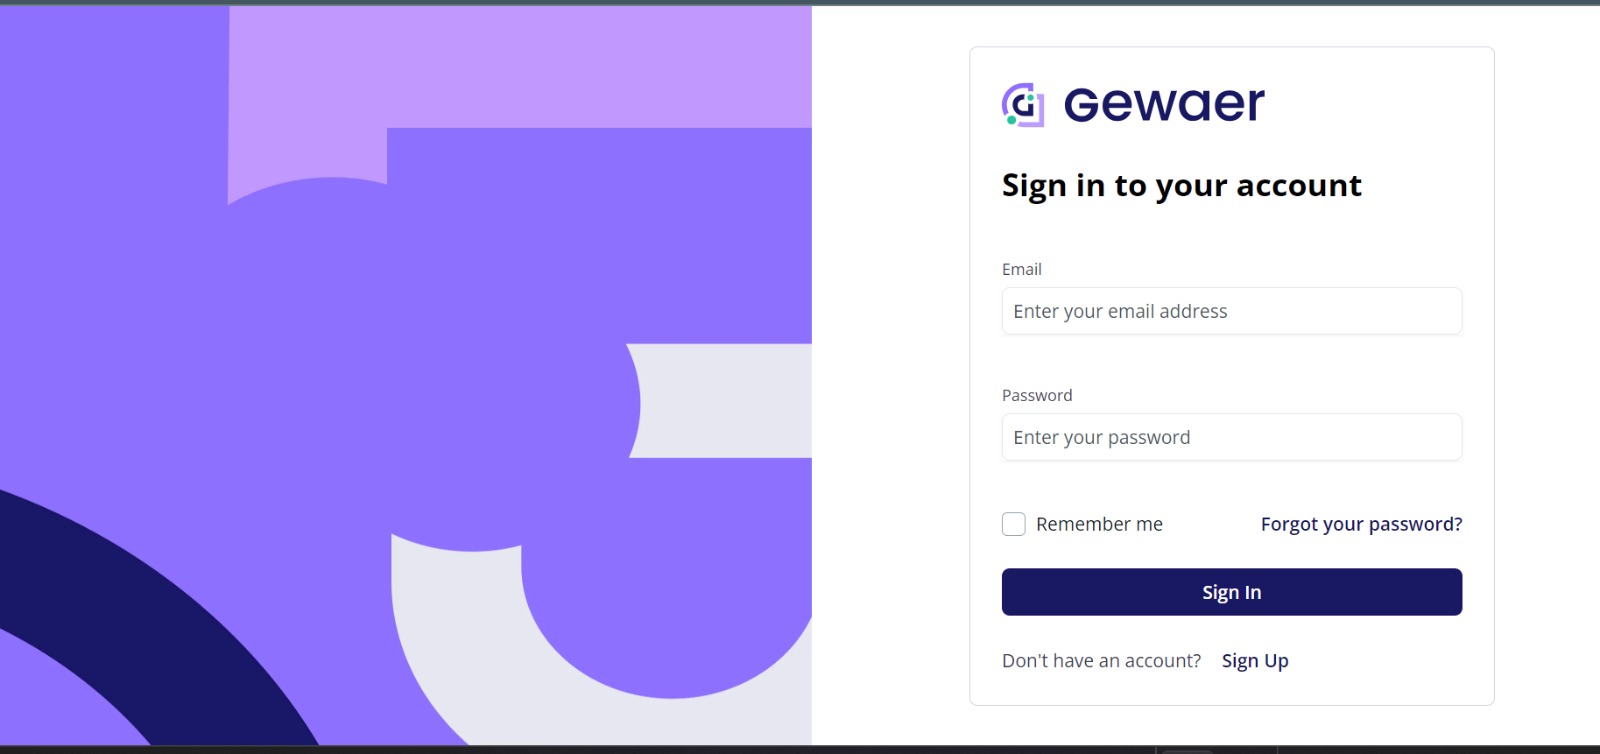 Gewaer
Sign in to your account
Email
Enter your email address
Password
Enter your password
Remember me Forgot your password?
Sign In
Don't have an account? Sign Up